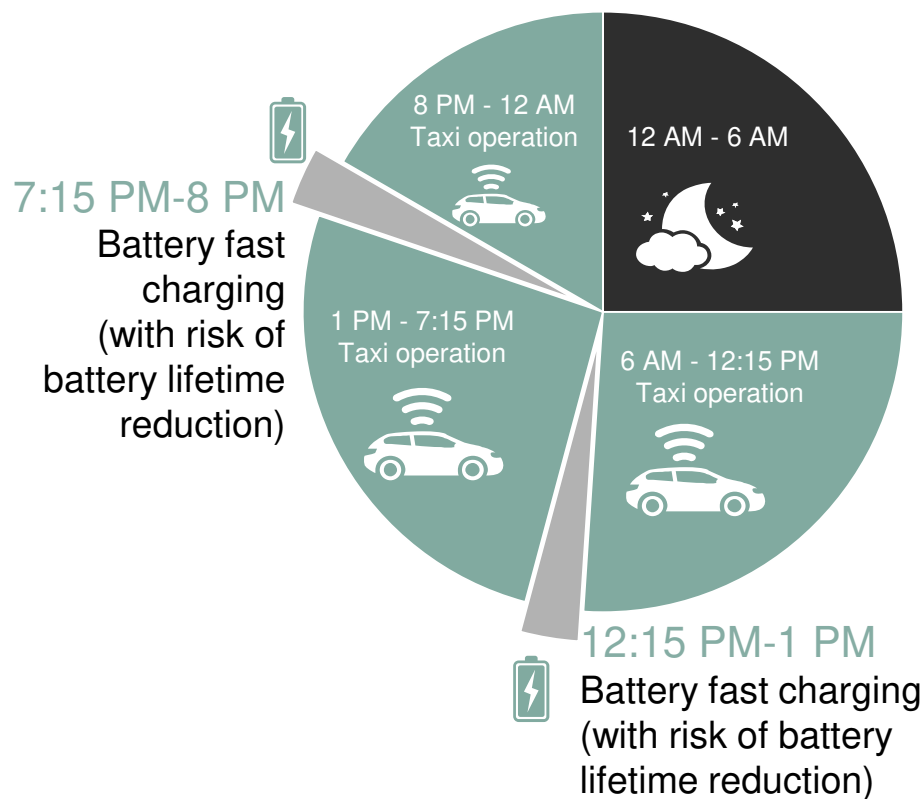 8 PM - 12 AM
Taxi operation
12 AM - 6 AM
7:15 PM-8 PM
Battery fast
charging
(with risk of
battery lifetime
reduction)
1 PM - 7:15 PM
Taxi operation
6 AM - 12:15 PM
Taxi operation
12:15 PM-1 PM
Battery fast charging
(with risk of battery
lifetime reduction)